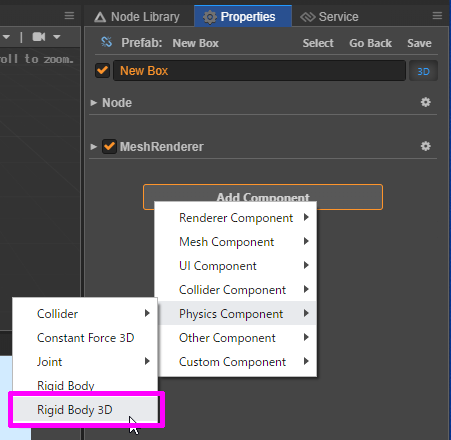 Node Library
Properties
Service
Prefab: New Box Select Go Back Save
roll to zoom.
New Box 3D
Node
MeshRenderer
Add Component
Renderer Component
Mesh Component
UI Component
Collider Component
Physics Component
Other Component
Custom Component
Collider
Constant Force 3D
Joint
Rigid Body
Rigid Body 3D